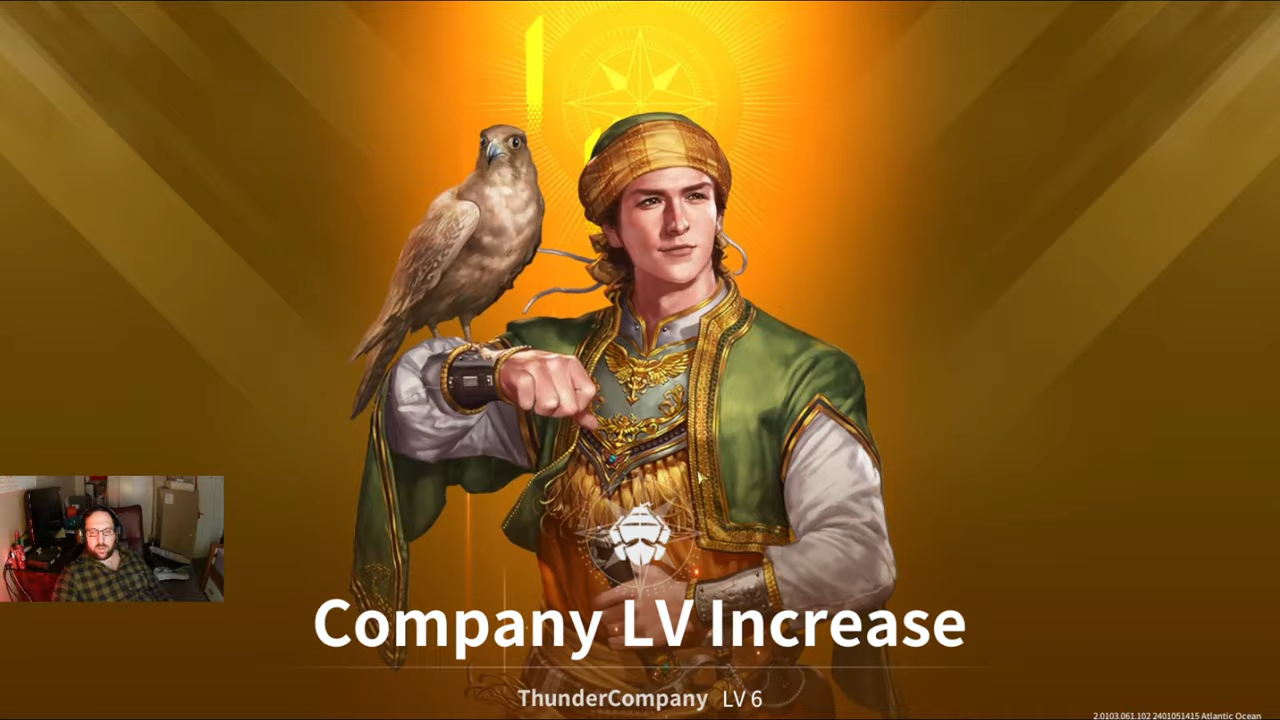 Company LV Increase
ThunderCompany LV 6
2.0103.061.102 2401051415 Atlantic Ocean